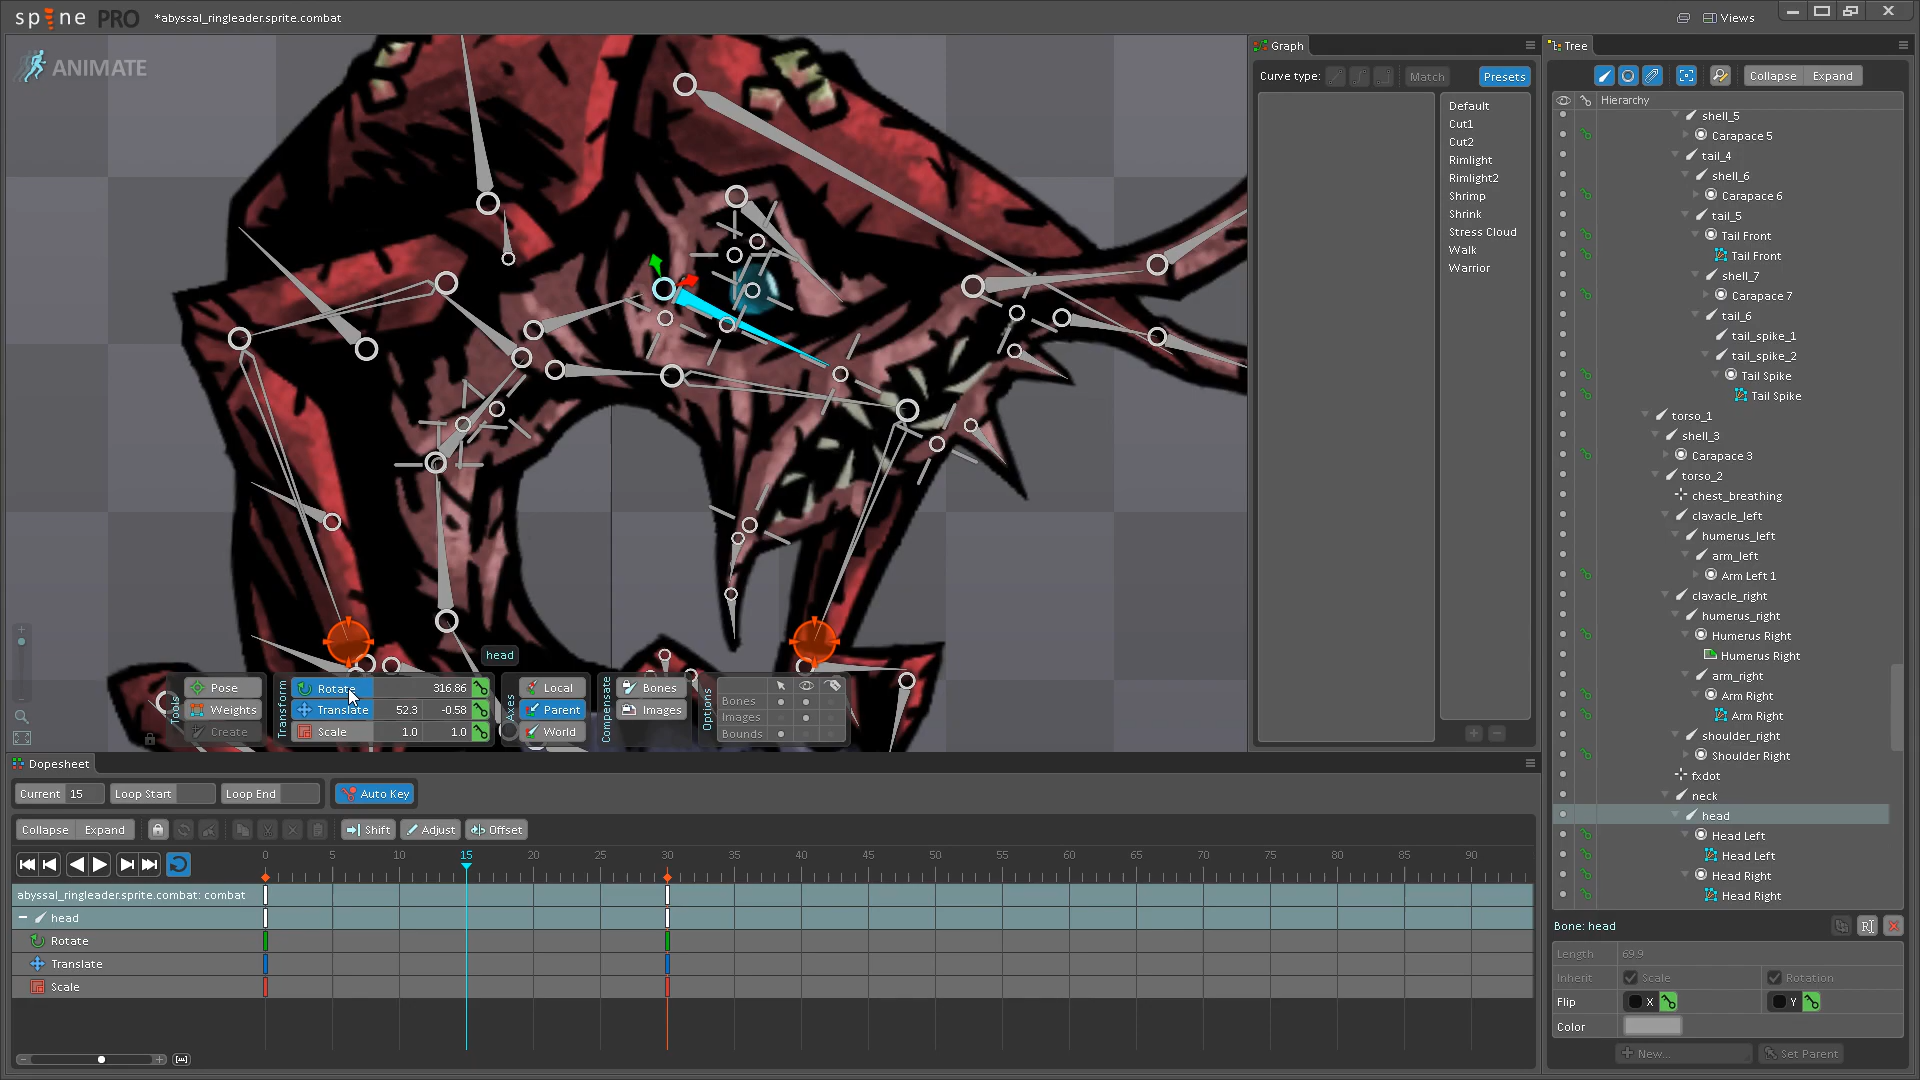 spine PRO *abyssal_ringleader.sprite.combat
Views
ANIMATE
Graph
Curve type:
Match
Presets
Default
Cut1
Cut2
Rimlight
Rimlight2
Shrimp
Shrink
Stress Cloud
Walk
Warrior
Tree
Collapse Expand
Hierarchy
shell_5
Carapace 5
tail_4
shell_6
Carapace 6
tail_5
Tail Front
Tail Front
shell_7
Carapace 7
tail_6
tail_spike_1
tail_spike_2
Tail Spike
Tail Spike
torso_1
shell_3
Carapace 3
torso_2
chest_breathing
clavacle_left
humerus_left
arm_left
Arm Left 1
clavacle_right
humerus_right
Humerus Right
Humerus Right
arm_right
Arm Right
Arm Right
shoulder_right
Shoulder Right
fxdot
neck
head
Head Left
Head Left
Head Right
Head Right
Bone: head
Length 69.9
Inherit Scale Rotation
Flip X Y
Color
New... Set Parent
head
Tools
Pose
Weights
Create
Transform
Rotate 316.86
Translate 52.3 -0.58
Scale 1.0 1.0
Axes
Local
Parent
World
Compensate
Bones
Images
Options
Bones
Images
Bounds
Dopesheet
Current 15 Loop Start Loop End Auto Key
Collapse Expand Shift Adjust Offset
0 5 10 15 20 25 30 35 40 45 50 55 60 65 70 75 80 85 90
abyssal_ringleader.sprite.combat: combat
head
Rotate
Translate
Scale